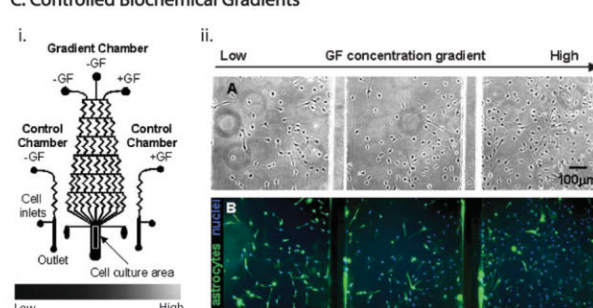 C. Controlled Biochemical Gradients
i.
Gradient Chamber
-GF
-GF
+GF
Control
Chamber
-GF
Control
Chamber
+GF
Cell
inlets
Outlet
Cell culture area
Low
High
ii.
Low
GF concentration gradient
High
A
100µm
B
astrocytes nuclei